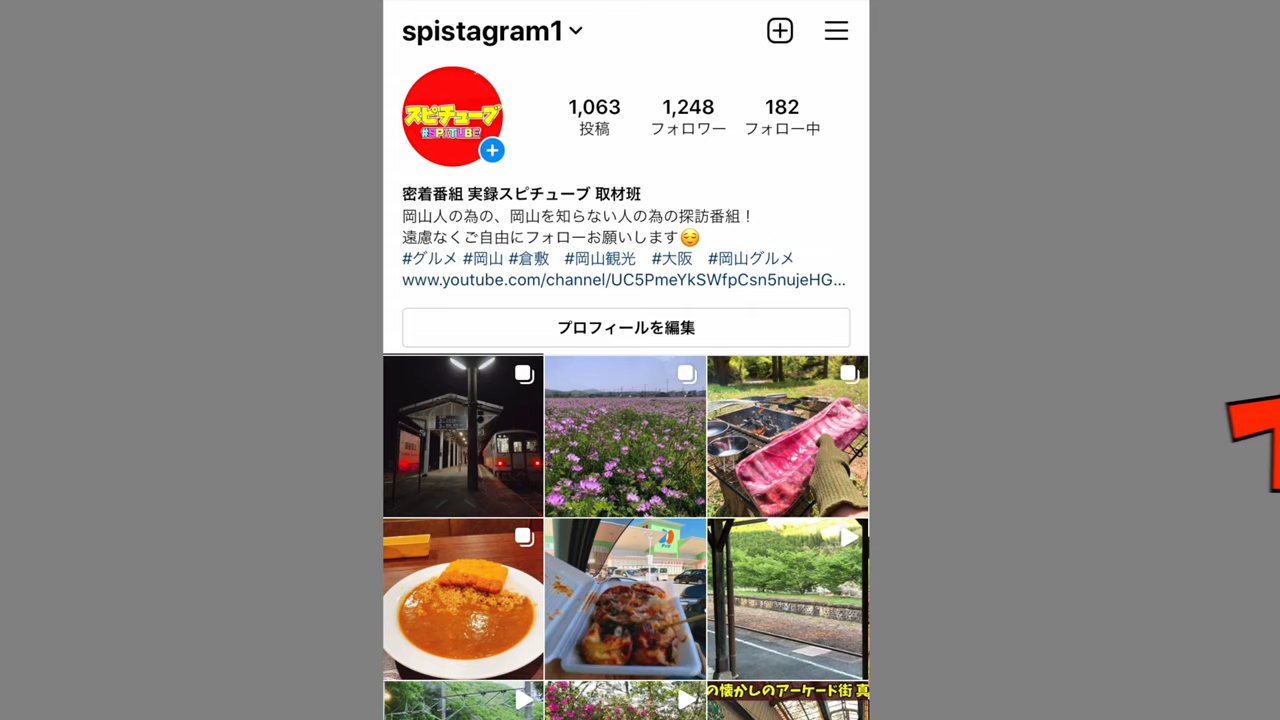 spistagram1
スピチューブ
#SPITUBE
1,063
投稿
1,248
フォロワー
182
フォロー中
密着番組 実録スピチューブ 取材班
岡山人の為の、岡山を知らない人の為の探訪番組！
遠慮なくご自由にフォローお願いします😌
#グルメ #岡山 #倉敷　#岡山観光　#大阪　#岡山グルメ
www.youtube.com/channel/UC5PmeYkSWfpCsn5nujeHG...
プロフィールを編集
の懐かしのアーケード街 真